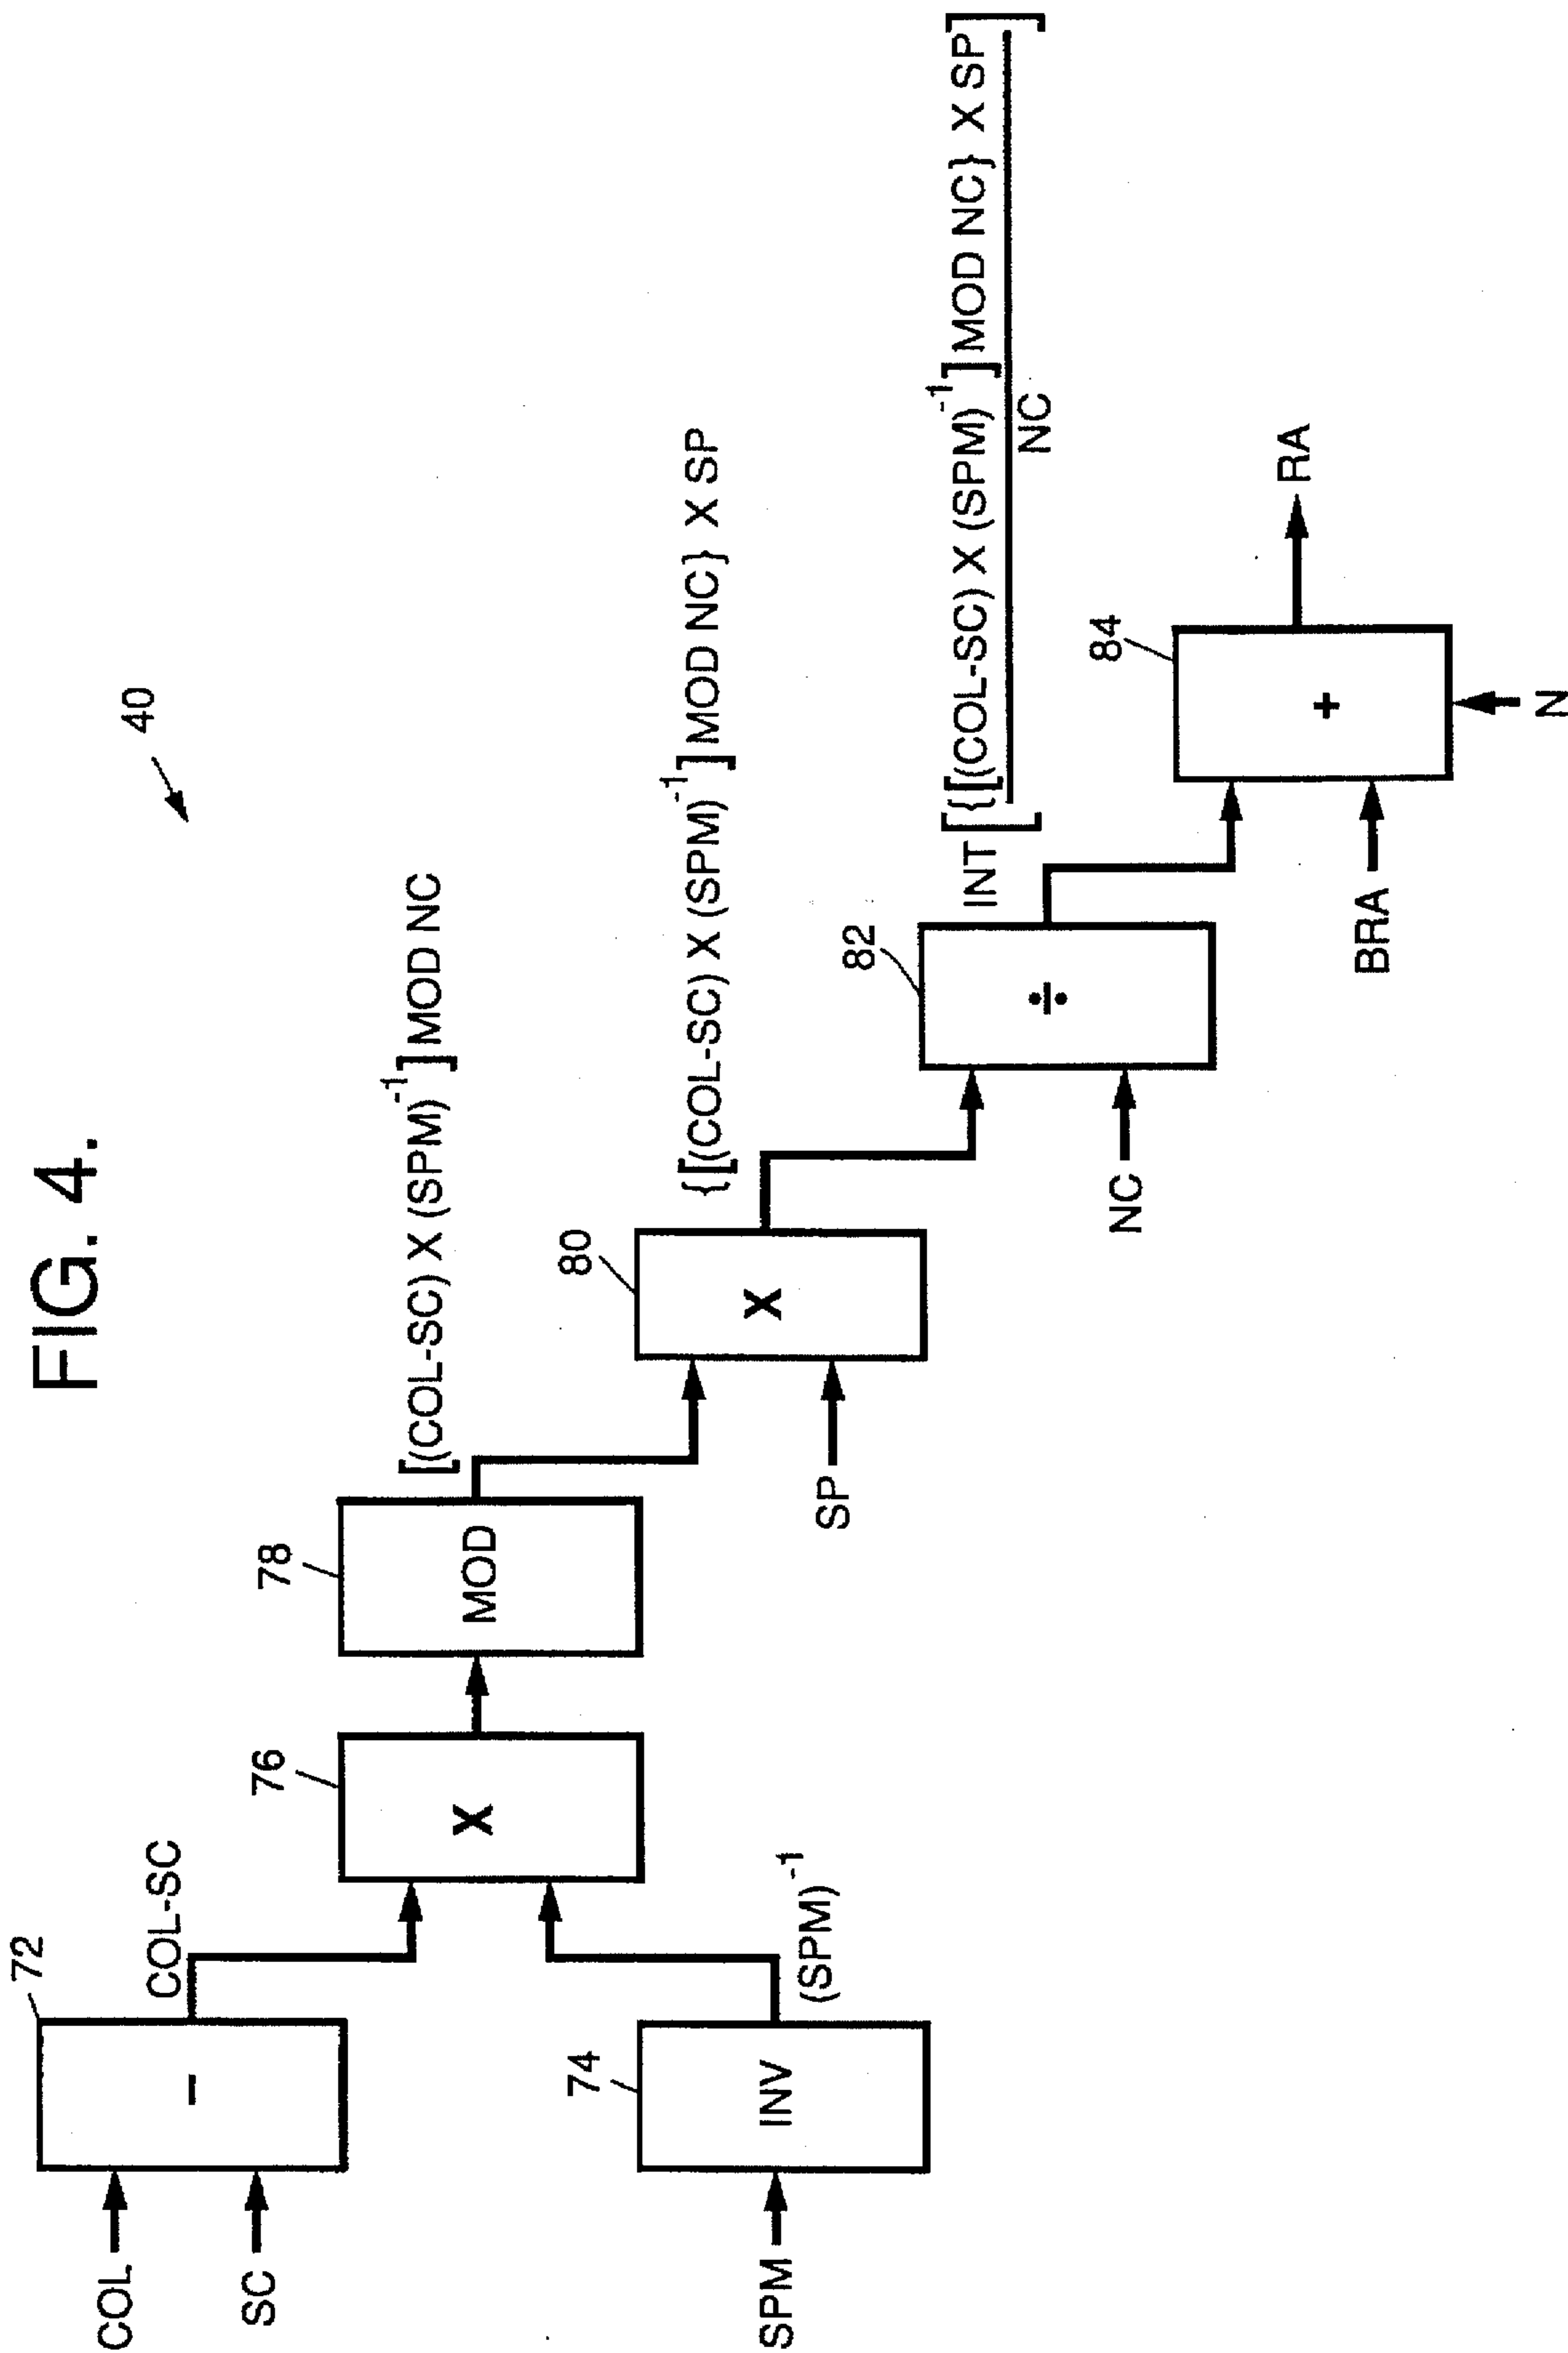 FIG. 4.
40
72
COL
SC
−
COL-SC
74
SPM
INV
(SPM)⁻¹
76
X
78
MOD
[(COL-SC) X (SPM)⁻¹] MOD NC
80
X
SP
{[(COL-SC) X (SPM)⁻¹] MOD NC} X SP
82
÷
NC
INT [{[(COL-SC) X (SPM)⁻¹] MOD NC} X SP]
NC
84
+
BRA
N
RA